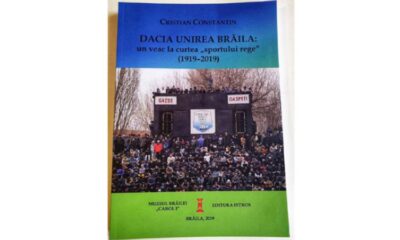 CRISTIAN CONSTANTIN
DACIA UNIREA BRĂILA:
un veac la curtea „sportului rege"
(1919–2019)
GAZDE
OASPEȚI
MUZEUL BRĂILEI
"CAROL I"
EDITURA ISTROS
BRĂILA, 2019